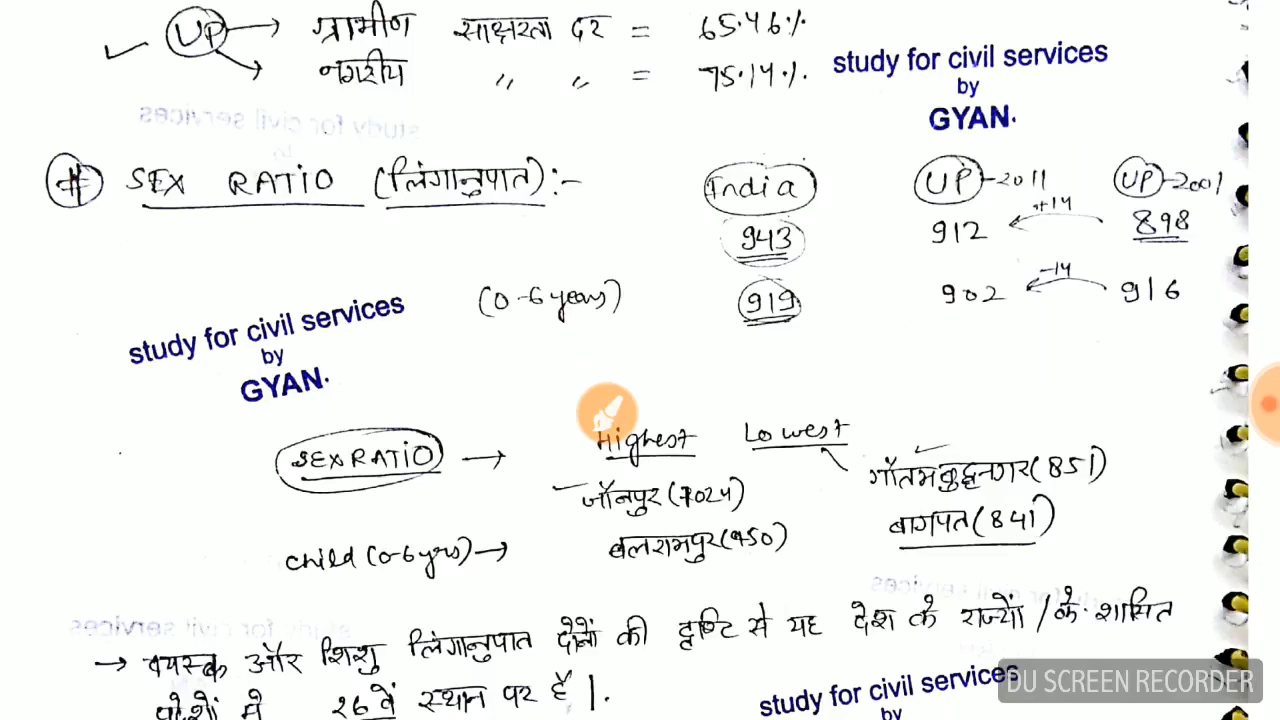 UP → ग्रामीण साक्षरता दर = 65.46%
→ नगरीय " " = 75.14%
study for civil services
by
GYAN.
# SEX RATIO (लिंगानुपात) :-
India UP-2011 UP-2001
943 912 +14 898
(0-6 years) 919 902 -14 916
study for civil services
by
GYAN.
SEX RATIO → Highest Lowest
जौनपुर (1024) गौतमबुद्धनगर (851)
child (0-6 yrs) → बलरामपुर (950) बागपत (841)
→ वयस्क और शिशु लिंगानुपात दोनों की दृष्टि से यह देश के राज्यों / के. शासित
में 26वें स्थान पर है |
study for civil services
by
DU SCREEN RECORDER